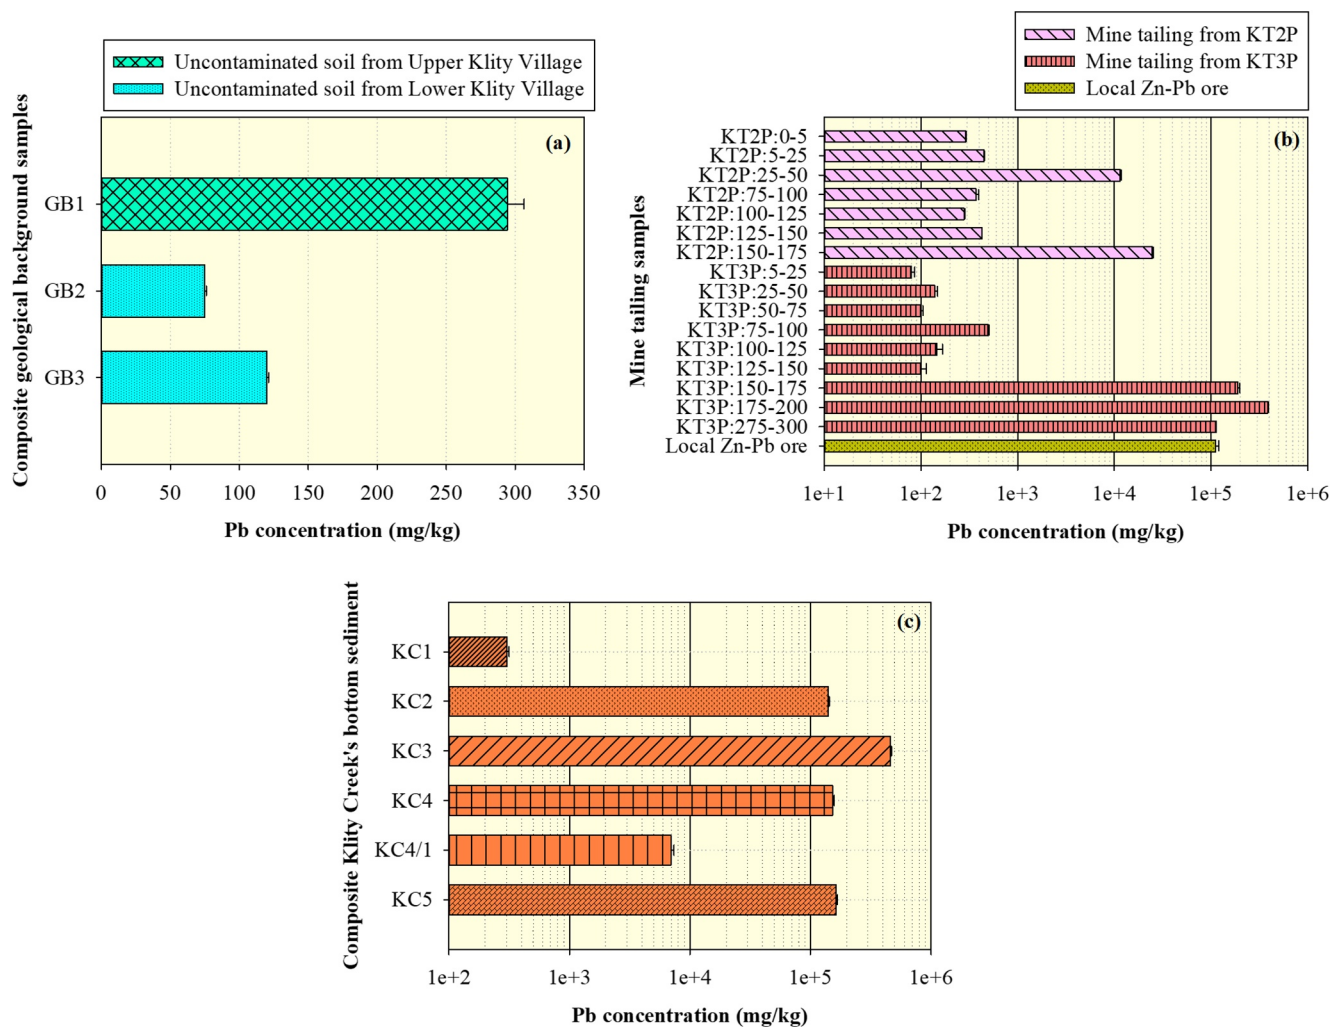 Uncontaminated soil from Upper Klity Village
Uncontaminated soil from Lower Klity Village
Composite geological background samples
(a)
GB1
GB2
GB3
0 50 100 150 200 250 300 350
Pb concentration (mg/kg)
Mine tailing from KT2P
Mine tailing from KT3P
Local Zn-Pb ore
Mine tailing samples
(b)
KT2P:0-5
KT2P:5-25
KT2P:25-50
KT2P:75-100
KT2P:100-125
KT2P:125-150
KT2P:150-175
KT3P:5-25
KT3P:25-50
KT3P:50-75
KT3P:75-100
KT3P:100-125
KT3P:125-150
KT3P:150-175
KT3P:175-200
KT3P:275-300
Local Zn-Pb ore
1e+1 1e+2 1e+3 1e+4 1e+5 1e+6
Pb concentration (mg/kg)
Composite Klity Creek's bottom sediment
(c)
KC1
KC2
KC3
KC4
KC4/1
KC5
1e+2 1e+3 1e+4 1e+5 1e+6
Pb concentration (mg/kg)